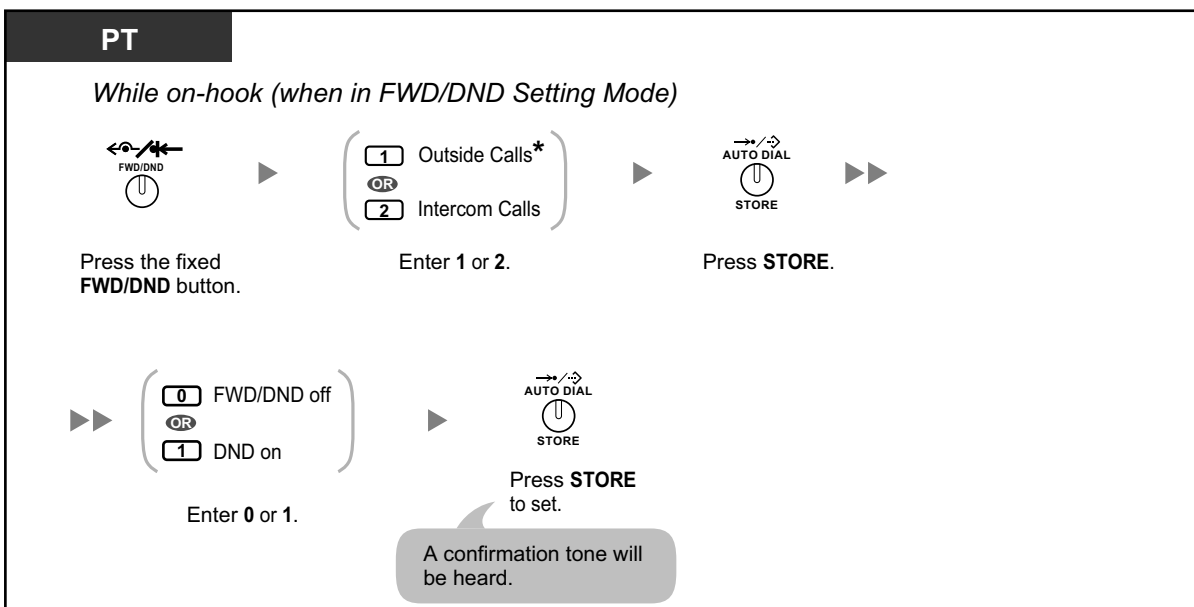 PT
While on-hook (when in FWD/DND Setting Mode)
FWD/DND
Press the fixed
FWD/DND button.
1 Outside Calls*
OR
2 Intercom Calls
Enter 1 or 2.
AUTO DIAL
STORE
Press STORE.
0 FWD/DND off
OR
1 DND on
Enter 0 or 1.
AUTO DIAL
STORE
Press STORE
to set.
A confirmation tone will
be heard.